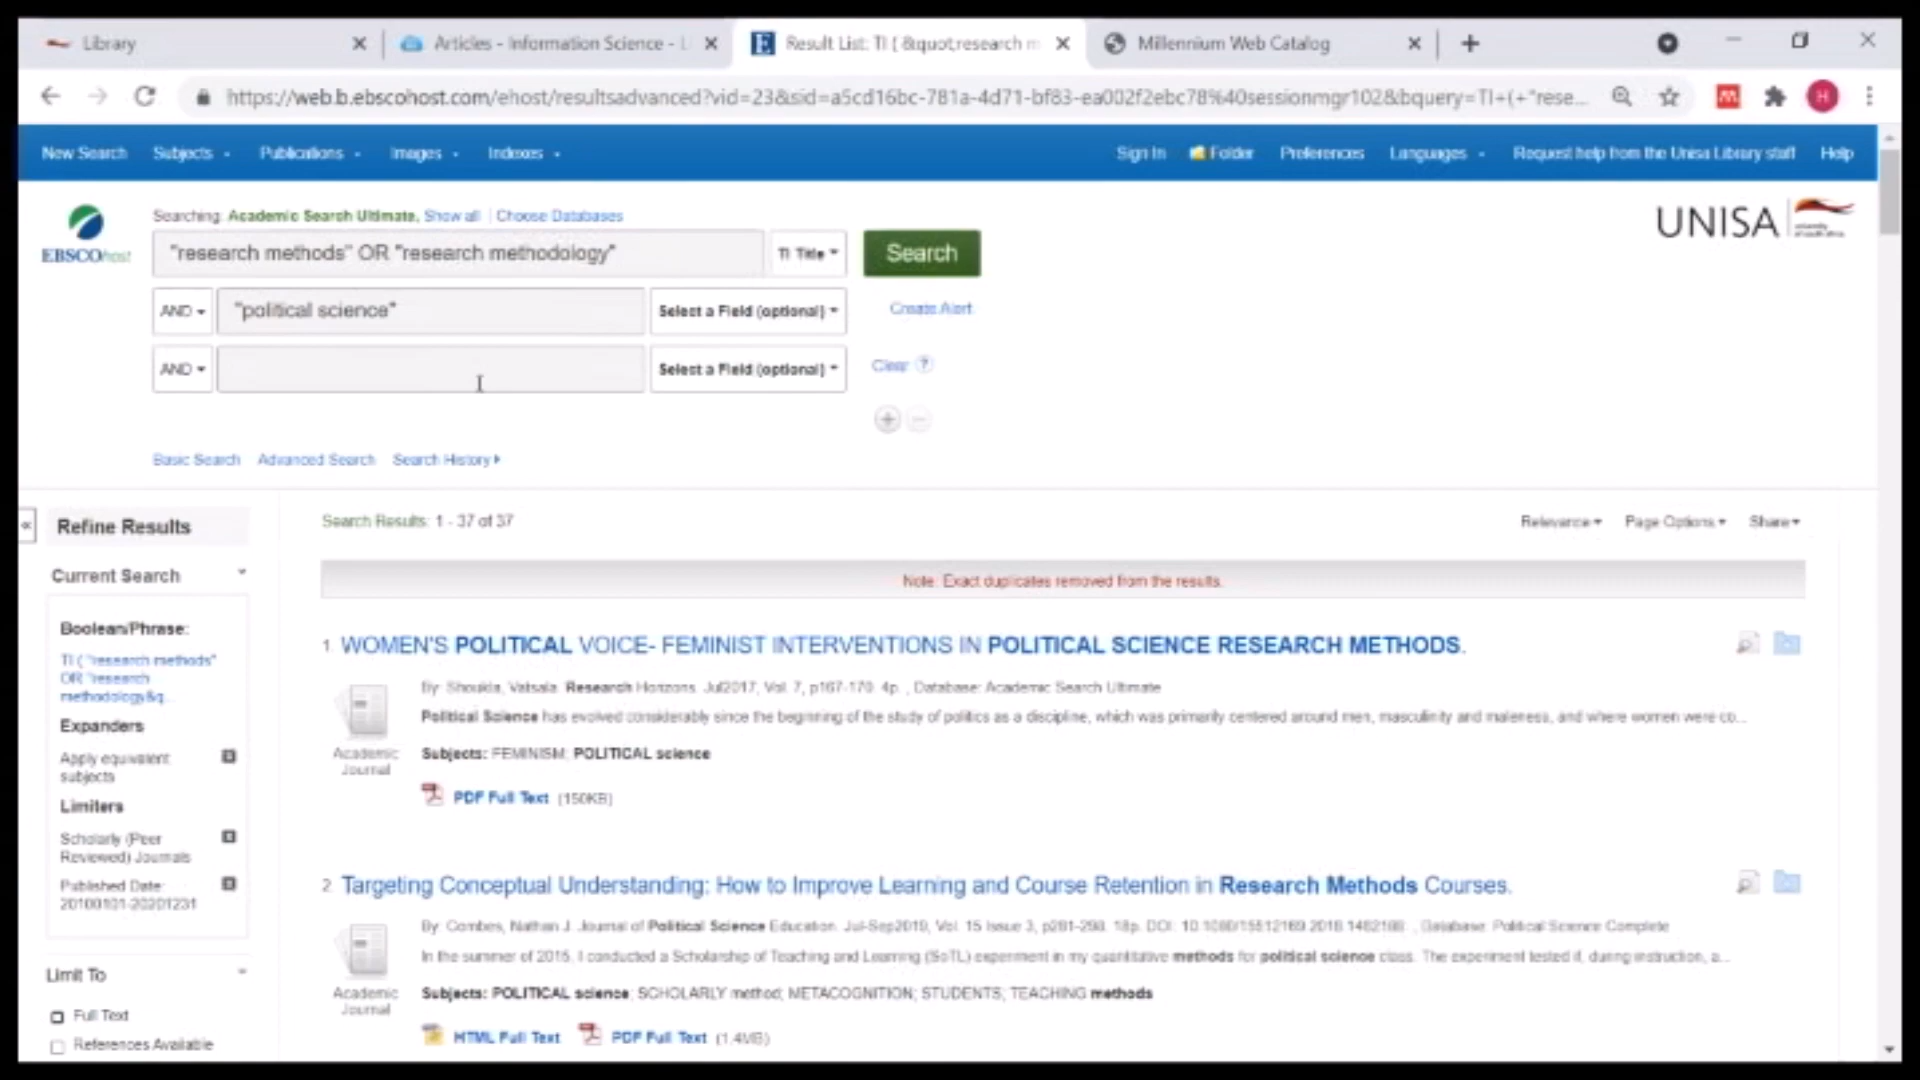 Library
Articles - Information Science - L
Result List: TI ( &quot;research m
Millennium Web Catalog
https://web.b.ebscohost.com/ehost/resultsadvanced?vid=23&sid=a5cd16bc-781a-4d71-bf83-ea002f2ebc78%40sessionmgr102&bquery=TI+(+"rese...
H
New Search Subjects Publications Images Indexes Sign In Folder Preferences Languages Request help from the Unisa Library staff Help
Searching: Academic Search Ultimate, Show all | Choose Databases
EBSCOhost
"research methods" OR "research methodology" TI Title Search
UNISA university of south africa
AND "political science" Select a Field (optional) Create Alert
AND Select a Field (optional) Clear ?
Basic Search Advanced Search Search History
Refine Results
Current Search
Boolean/Phrase:
TI ( "research methods"
OR "research
methodology&q...
Expanders
Apply equivalent
subjects
Limiters
Scholarly (Peer
Reviewed) Journals
Published Date:
20100101-20201231
Limit To
Full Text
References Available
Search Results: 1 - 37 of 37
Relevance Page Options Share
Note: Exact duplicates removed from the results.
1. WOMEN'S POLITICAL VOICE- FEMINIST INTERVENTIONS IN POLITICAL SCIENCE RESEARCH METHODS.
By: Shoukla, Vatsala. Research Horizons. Jul2017, Vol. 7, p167-170. 4p. , Database: Academic Search Ultimate
Political Science has evolved considerably since the beginning of the study of politics as a discipline, which was primarily centered around men, masculinity and maleness, and where women were co...
Academic
Journal
Subjects: FEMINISM; POLITICAL science
PDF Full Text (150KB)
2. Targeting Conceptual Understanding: How to Improve Learning and Course Retention in Research Methods Courses.
By: Combes, Nathan J. Journal of Political Science Education. Jul-Sep2019, Vol. 15 Issue 3, p281-298. 18p. DOI: 10.1080/15512169.2018.1462188. , Database: Political Science Complete
In the summer of 2015, I conducted a Scholarship of Teaching and Learning (SoTL) experiment in my quantitative methods for political science class. The experiment tested if, during instruction, a...
Academic
Journal
Subjects: POLITICAL science; SCHOLARLY method; METACOGNITION; STUDENTS; TEACHING methods
HTML Full Text PDF Full Text (1.4MB)